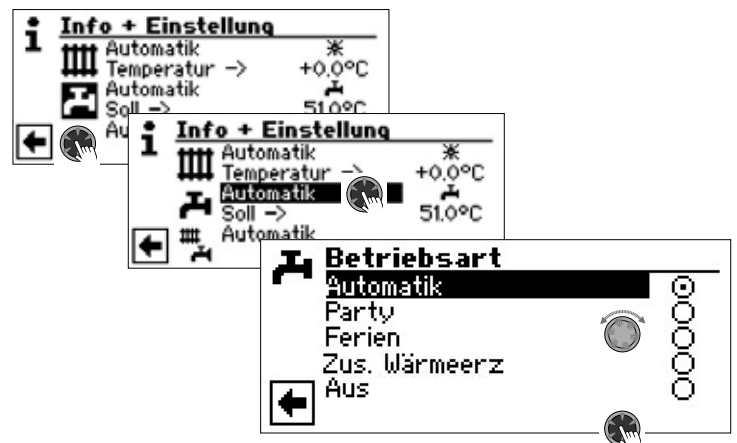 Info + Einstellung
Automatik
Temperatur -> +0.0°C
Automatik
Soll -> 51.0°C
Au
Info + Einstellung
Automatik
Temperatur -> +0.0°C
Automatik
Soll -> 51.0°C
Automatik
Betriebsart
Automatik
Party
Ferien
Zus. Wärmeerz
Aus